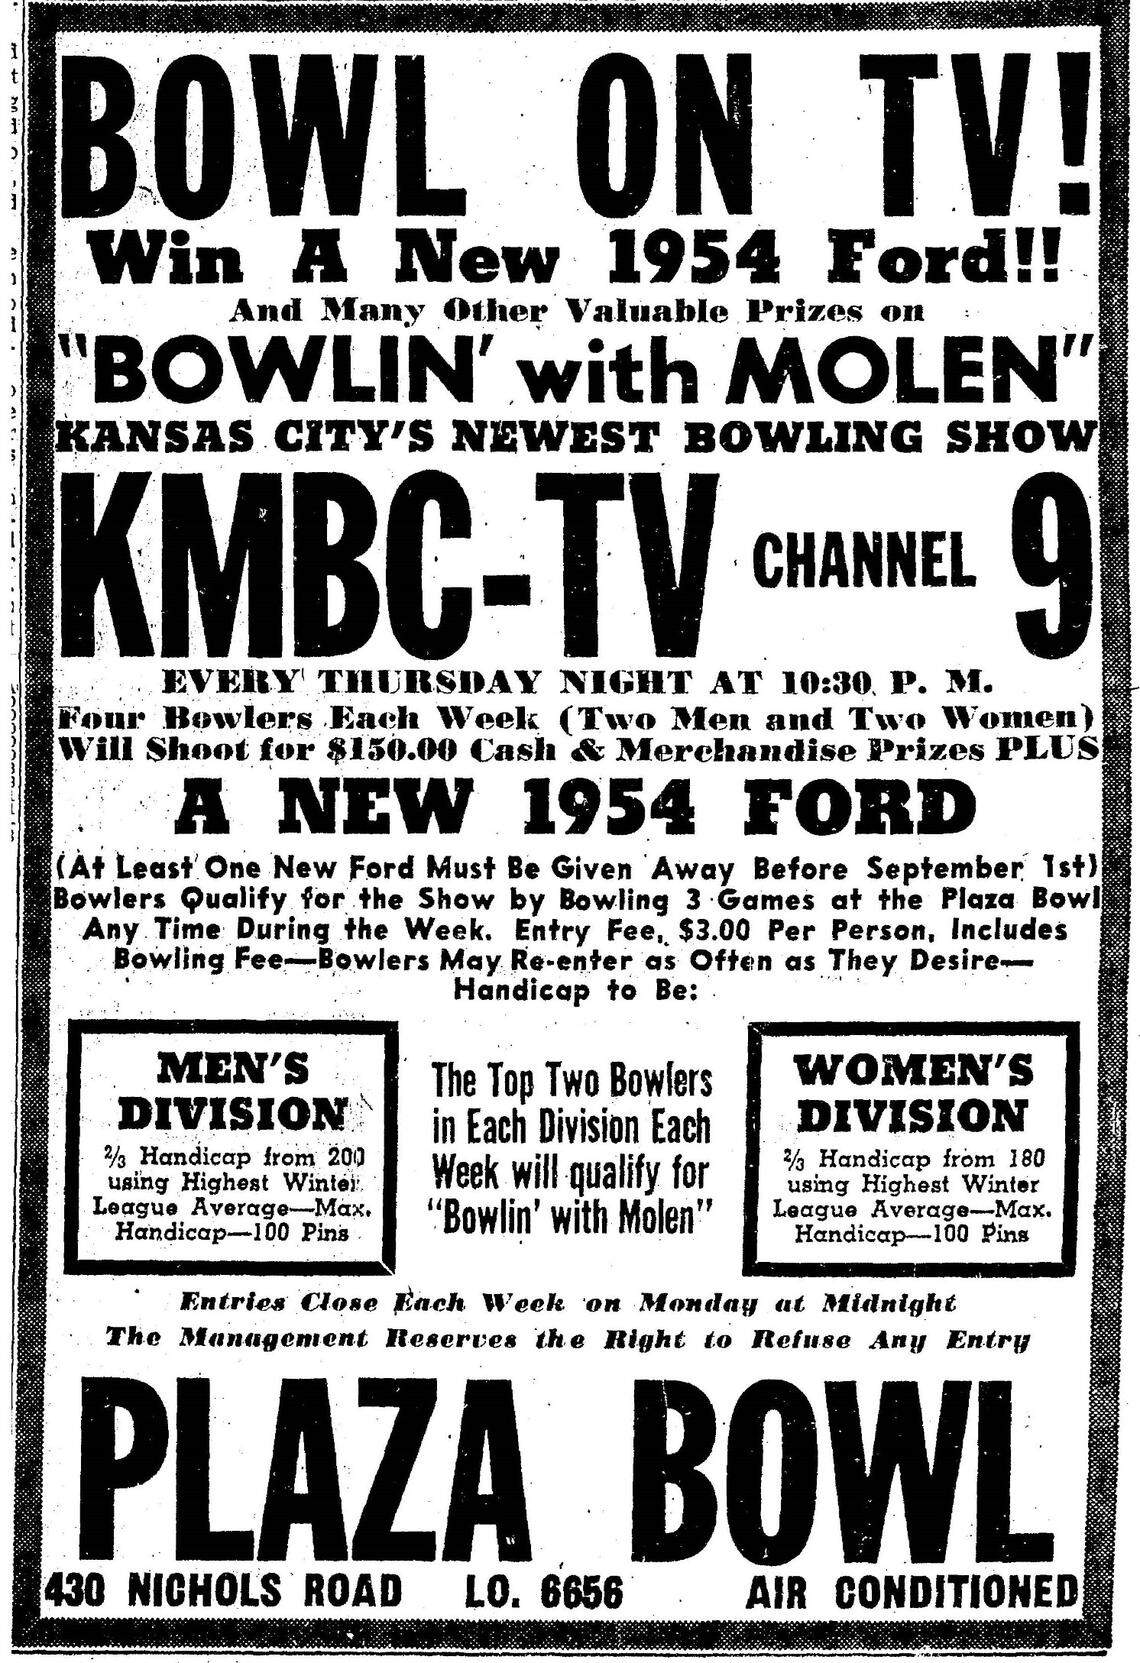 BOWL ON TV!
Win A New 1954 Ford!!
And Many Other Valuable Prizes on
"BOWLIN' with MOLEN"
KANSAS CITY'S NEWEST BOWLING SHOW
KMBC-TV CHANNEL 9
EVERY THURSDAY NIGHT AT 10:30 P. M.
Four Bowlers Each Week (Two Men and Two Women)
Will Shoot for $150.00 Cash & Merchandise Prizes PLUS
A NEW 1954 FORD
(At Least One New Ford Must Be Given Away Before September 1st)
Bowlers Qualify for the Show by Bowling 3 Games at the Plaza Bowl
Any Time During the Week. Entry Fee, $3.00 Per Person, Includes
Bowling Fee—Bowlers May Re-enter as Often as They Desire—
Handicap to Be:
MEN'S
DIVISION
⅔ Handicap from 200
using Highest Winter
League Average—Max.
Handicap—100 Pins
The Top Two Bowlers
in Each Division Each
Week will qualify for
"Bowlin' with Molen"
WOMEN'S
DIVISION
⅔ Handicap from 180
using Highest Winter
League Average—Max.
Handicap—100 Pins
Entries Close Each Week on Monday at Midnight
The Management Reserves the Right to Refuse Any Entry
PLAZA BOWL
430 NICHOLS ROAD LO. 6656 AIR CONDITIONED